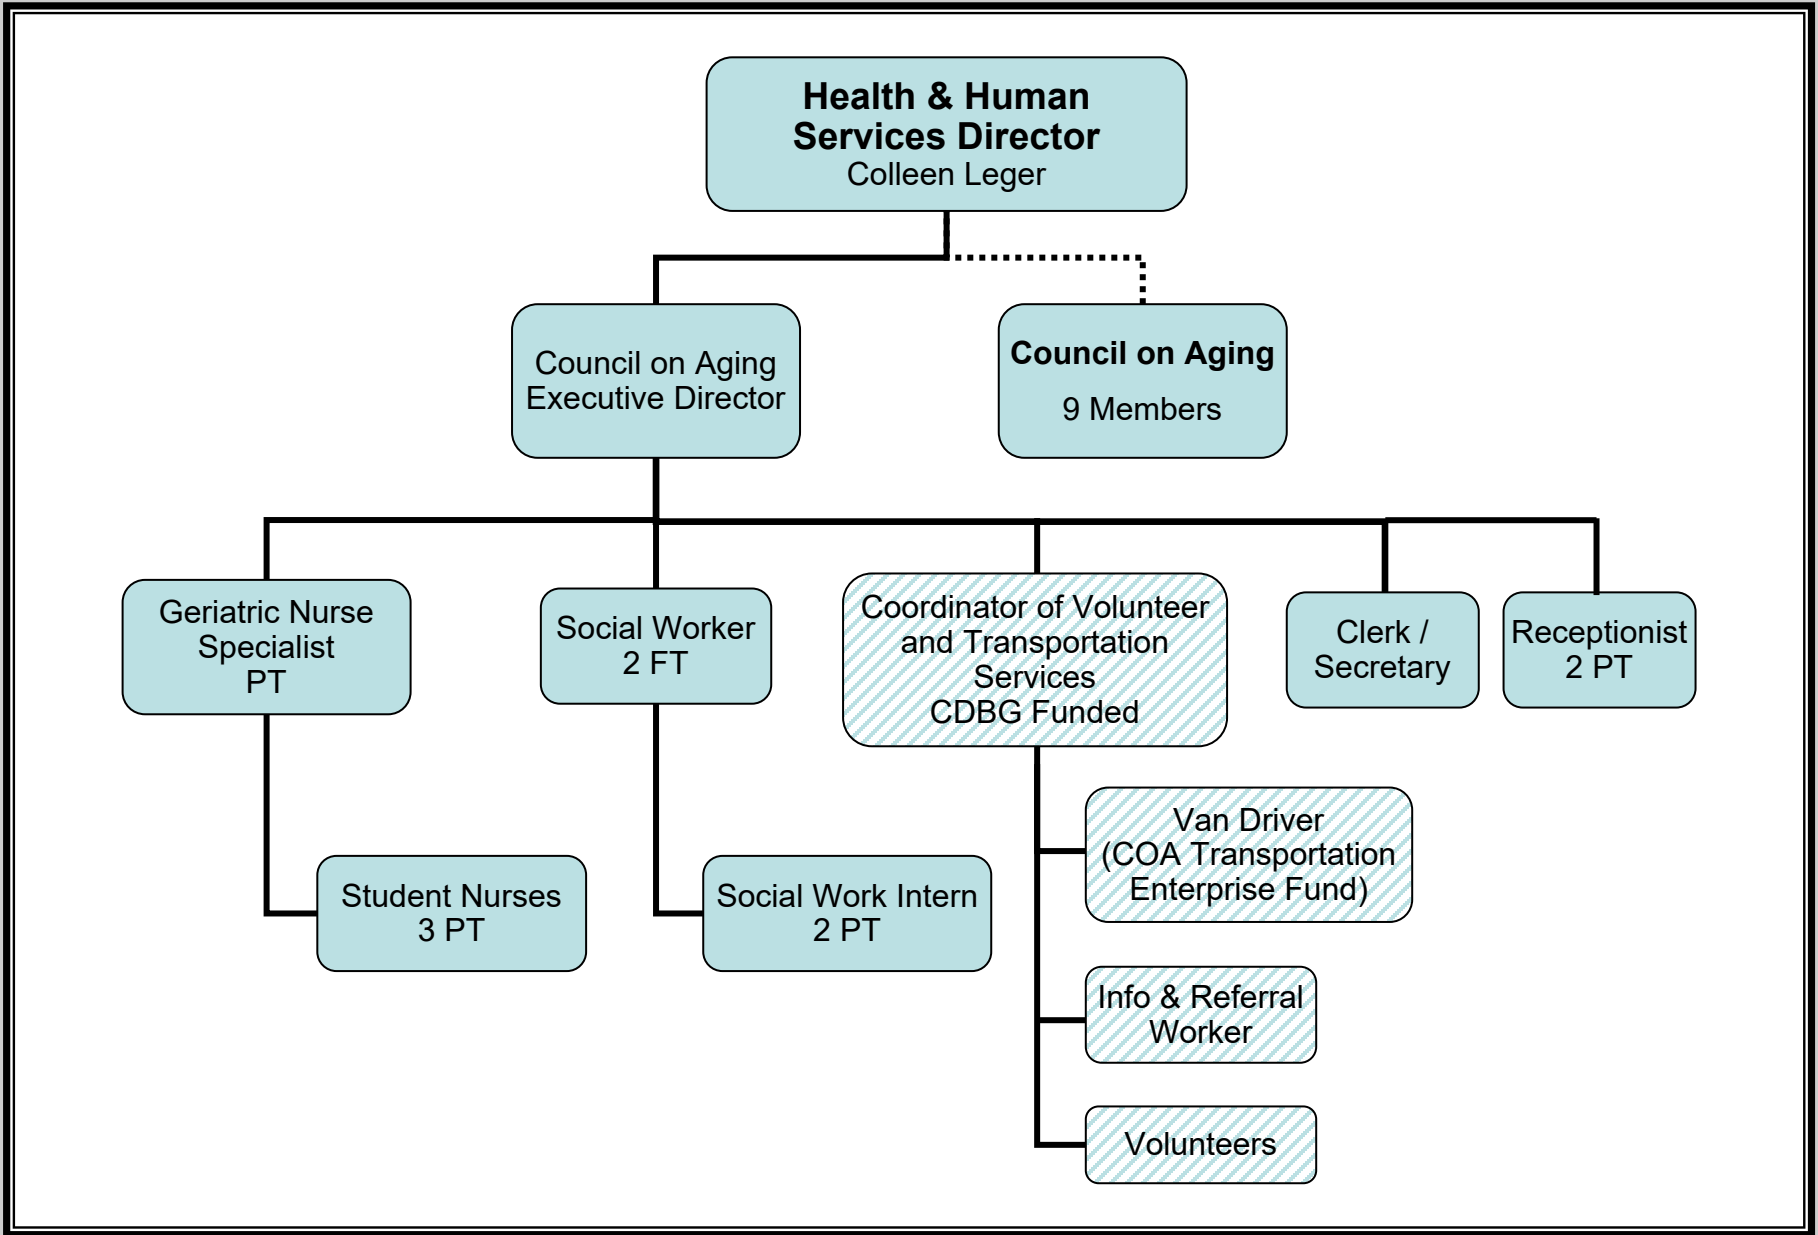 Health & Human
Services Director
Colleen Leger
Council on Aging
Executive Director
Council on Aging
9 Members
Geriatric Nurse
Specialist
PT
Social Worker
2 FT
Coordinator of Volunteer
and Transportation
Services
CDBG Funded
Clerk /
Secretary
Receptionist
2 PT
Student Nurses
3 PT
Social Work Intern
2 PT
Van Driver
(COA Transportation
Enterprise Fund)
Info & Referral
Worker
Volunteers